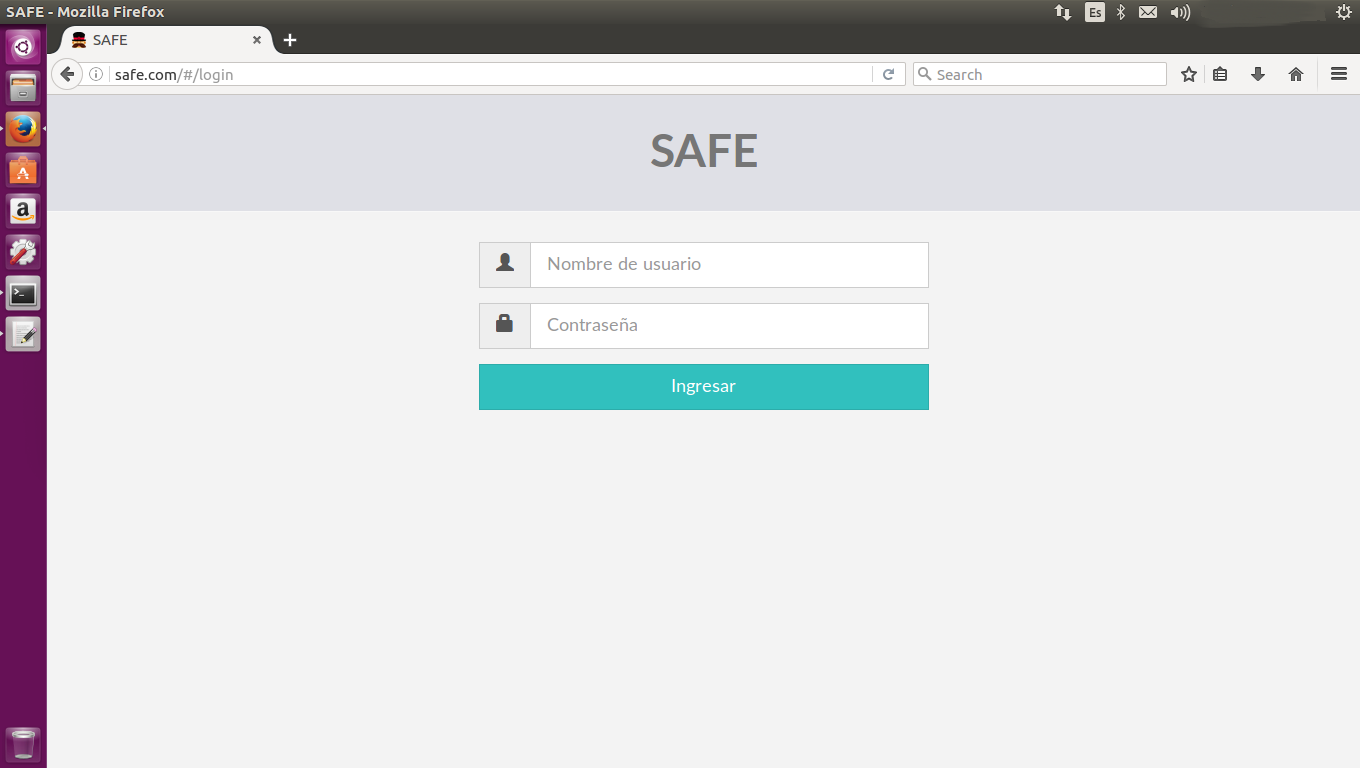 SAFE - Mozilla Firefox
Es
SAFE
safe.com/#/login
Search
SAFE
Nombre de usuario
Contraseña
Ingresar